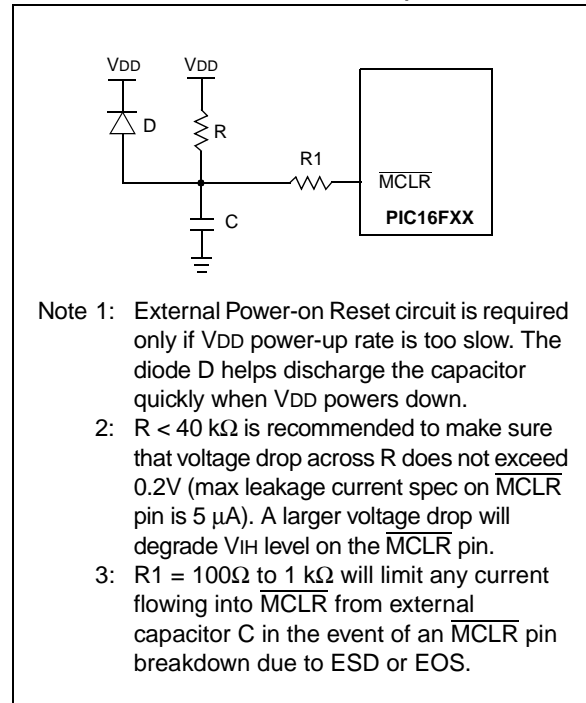 VDD VDD
D
R
R1
MCLR
C
PIC16FXX
Note 1: External Power-on Reset circuit is required
only if VDD power-up rate is too slow. The
diode D helps discharge the capacitor
quickly when VDD powers down.
2: R < 40 kΩ is recommended to make sure
that voltage drop across R does not exceed
0.2V (max leakage current spec on MCLR
pin is 5 μA). A larger voltage drop will
degrade VIH level on the MCLR pin.
3: R1 = 100Ω to 1 kΩ will limit any current
flowing into MCLR from external
capacitor C in the event of an MCLR pin
breakdown due to ESD or EOS.